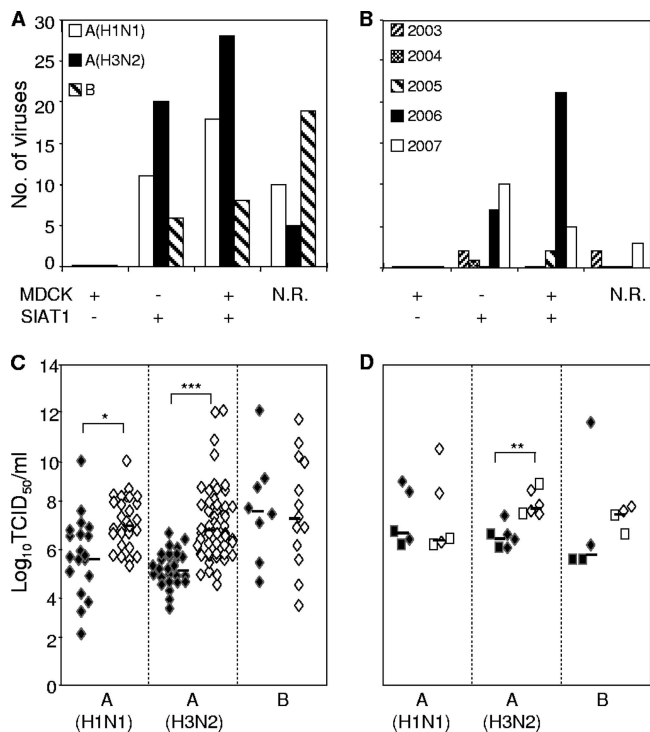 A
B
30
25
20
15
10
5
0
No. of viruses
A(H1N1)
A(H3N2)
B
2003
2004
2005
2006
2007
MDCK + - + N.R.
SIAT1 - + +
+ - + N.R.
- + +
C
D
14
12
10
8
6
4
2
0
Log10TCID50/ml
*
***
**
A (H1N1)
A (H3N2)
B
A (H1N1)
A (H3N2)
B